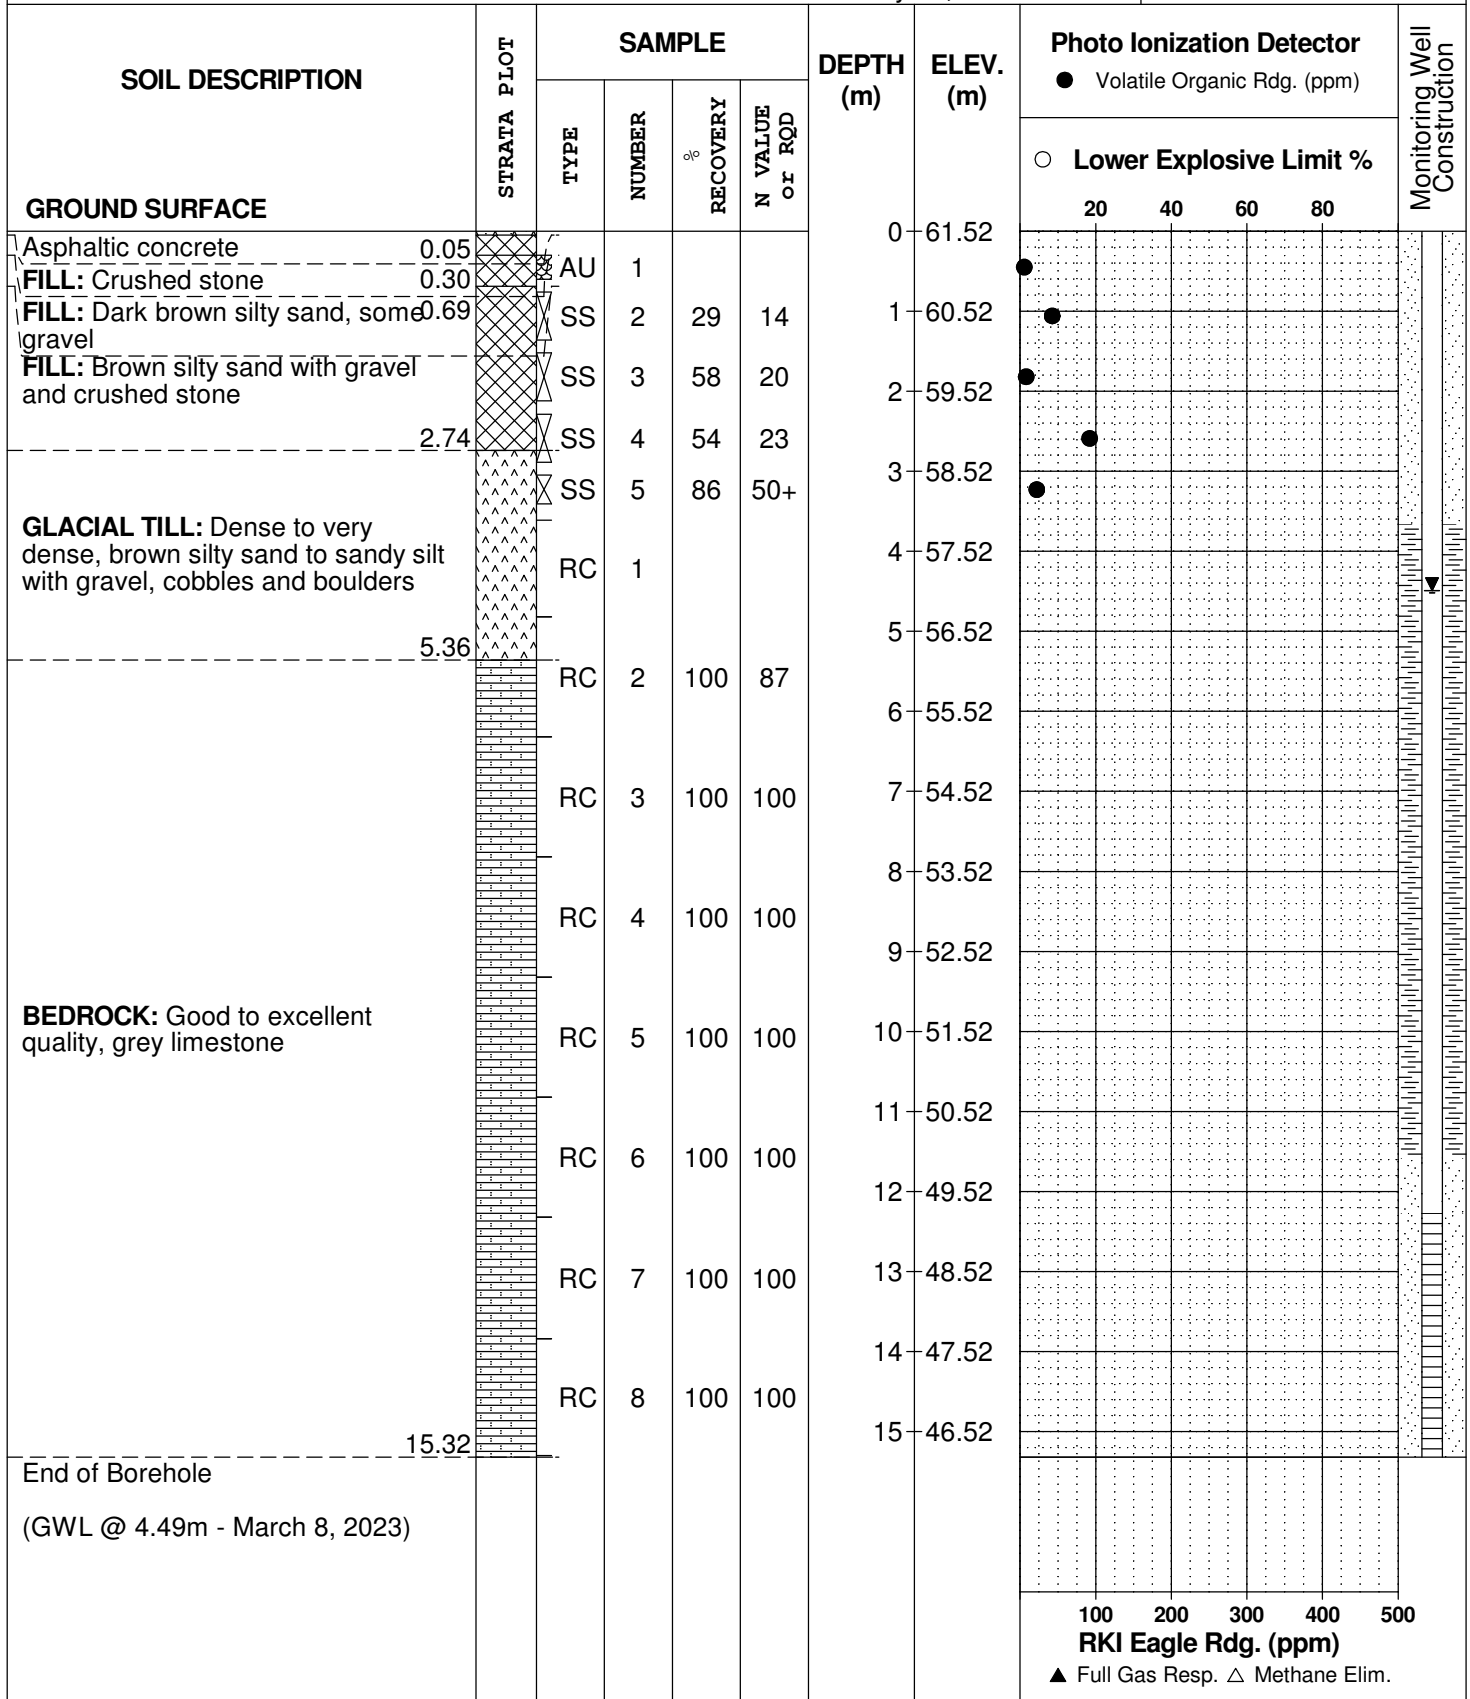 SOIL DESCRIPTION
GROUND SURFACE
STRATA PLOT
SAMPLE
TYPE
NUMBER
%
RECOVERY
N VALUE
or RQD
DEPTH
(m)
ELEV.
(m)
Photo Ionization Detector
● Volatile Organic Rdg. (ppm)
○ Lower Explosive Limit %
20 40 60 80
Monitoring Well
Construction
0 61.52
Asphaltic concrete 0.05
AU 1
FILL: Crushed stone 0.30
FILL: Dark brown silty sand, some 0.69
gravel
SS 2 29 14
1 60.52
FILL: Brown silty sand with gravel
and crushed stone
SS 3 58 20
2 59.52
2.74
SS 4 54 23
3 58.52
SS 5 86 50+
GLACIAL TILL: Dense to very
dense, brown silty sand to sandy silt
with gravel, cobbles and boulders
4 57.52
RC 1
5 56.52
5.36
RC 2 100 87
6 55.52
RC 3 100 100
7 54.52
8 53.52
RC 4 100 100
9 52.52
BEDROCK: Good to excellent
quality, grey limestone
RC 5 100 100
10 51.52
11 50.52
RC 6 100 100
12 49.52
RC 7 100 100
13 48.52
14 47.52
RC 8 100 100
15 46.52
15.32
End of Borehole
(GWL @ 4.49m - March 8, 2023)
100 200 300 400 500
RKI Eagle Rdg. (ppm)
▲ Full Gas Resp. △ Methane Elim.